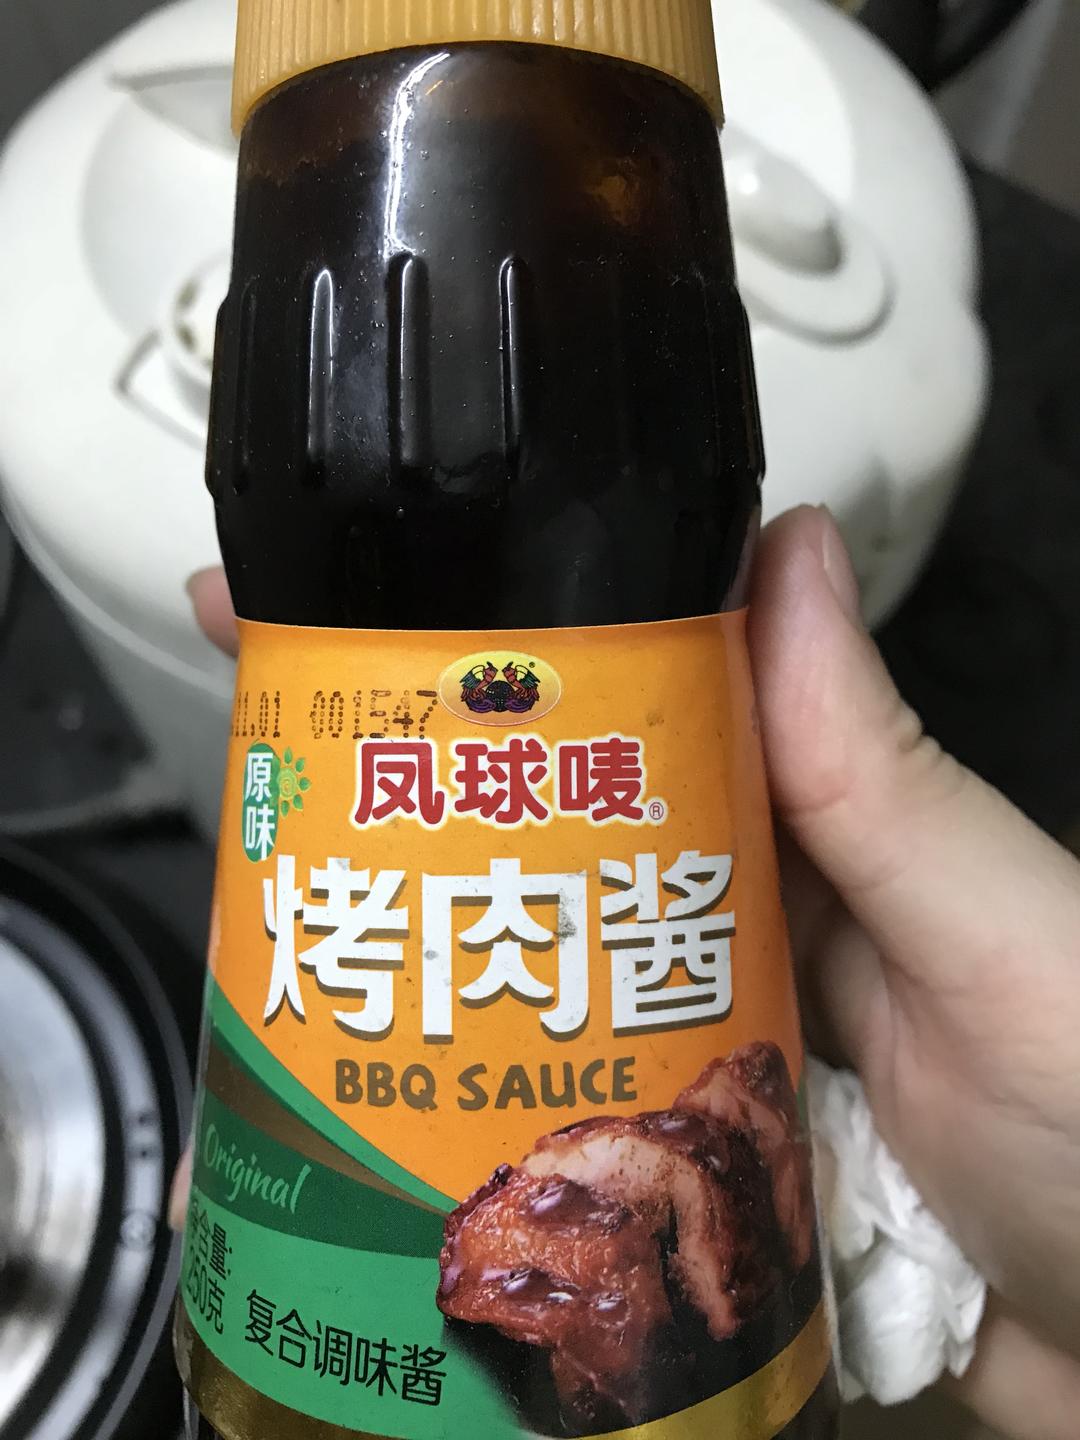 11.01 001547
凤球唛®
原味
烤肉酱
BBQ SAUCE
Original
含量:
250克
复合调味酱